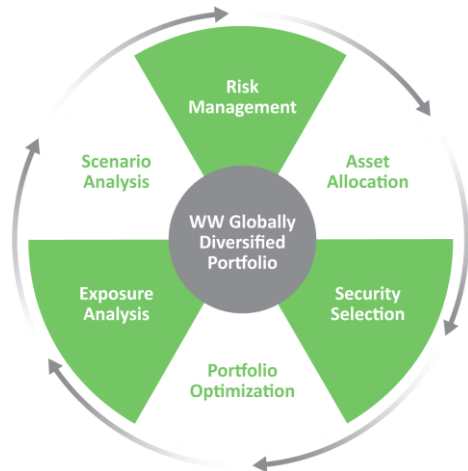 Risk
Management
Asset
Allocation
Security
Selection
Portfolio
Optimization
Exposure
Analysis
Scenario
Analysis
WW Globally
Diversified
Portfolio